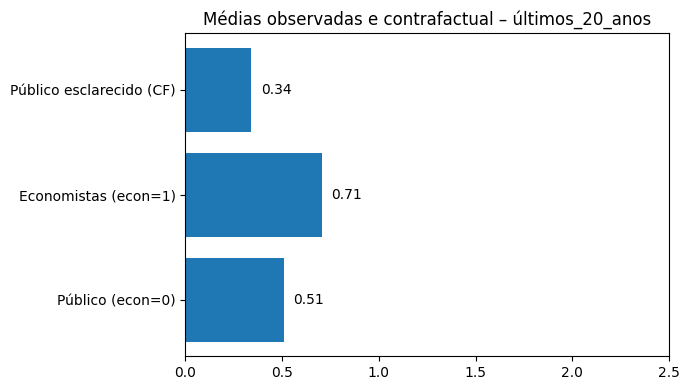 Médias observadas e contrafactual – últimos_20_anos
Público esclarecido (CF)
0.34
Economistas (econ=1)
0.71
Público (econ=0)
0.51
0.0 0.5 1.0 1.5 2.0 2.5